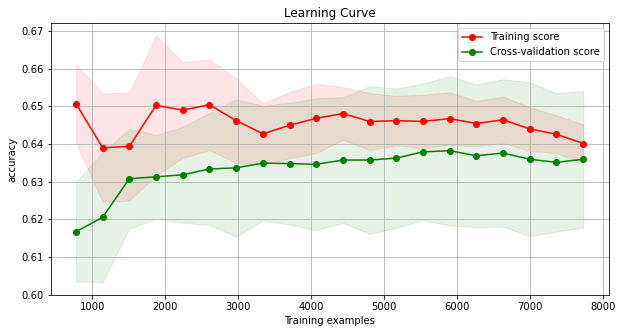 Learning Curve
Training score
Cross-validation score
accuracy
0.67
0.66
0.65
0.64
0.63
0.62
0.61
0.60
1000 2000 3000 4000 5000 6000 7000 8000
Training examples